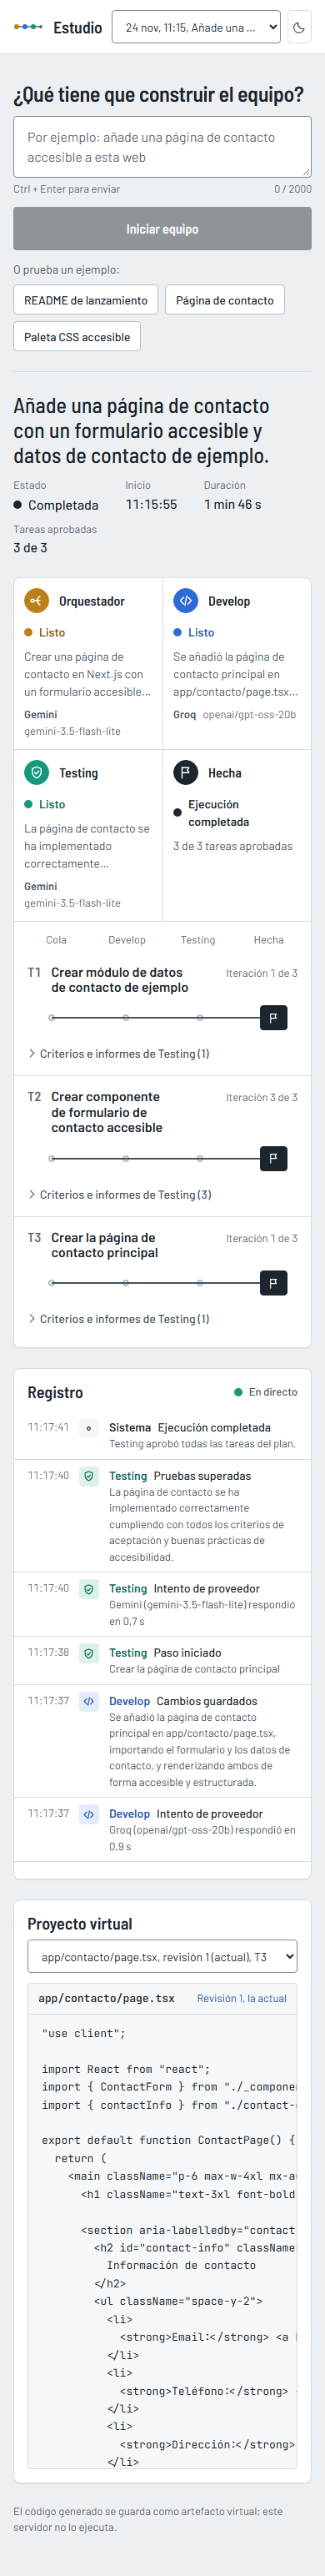 Estudio
24 nov, 11:15, Añade una ...
¿Qué tiene que construir el equipo?
Por ejemplo: añade una página de contacto
accesible a esta web
Ctrl + Enter para enviar
0 / 2000
Iniciar equipo
O prueba un ejemplo:
README de lanzamiento
Página de contacto
Paleta CSS accesible
Añade una página de contacto
con un formulario accesible y
datos de contacto de ejemplo.
Estado
Completada
Inicio
11:15:55
Duración
1 min 46 s
Tareas aprobadas
3 de 3
Orquestador
Listo
Crear una página de
contacto en Next.js con
un formulario accesible...
Gemini
gemini-3.5-flash-lite
Develop
Listo
Se añadió la página de
contacto principal en
app/contacto/page.tsx...
Groq openai/gpt-oss-20b
Testing
Listo
La página de contacto se
ha implementado
correctamente...
Gemini
gemini-3.5-flash-lite
Hecha
Ejecución
completada
3 de 3 tareas aprobadas
Cola Develop Testing Hecha
T1 Crear módulo de datos
de contacto de ejemplo
Iteración 1 de 3
Criterios e informes de Testing (1)
T2 Crear componente
de formulario de
contacto accesible
Iteración 3 de 3
Criterios e informes de Testing (3)
T3 Crear la página de
contacto principal
Iteración 1 de 3
Criterios e informes de Testing (1)
Registro
En directo
11:17:41 Sistema Ejecución completada
Testing aprobó todas las tareas del plan.
11:17:40 Testing Pruebas superadas
La página de contacto se ha
implementado correctamente
cumpliendo con todos los criterios de
aceptación y buenas prácticas de
accesibilidad.
11:17:40 Testing Intento de proveedor
Gemini (gemini-3.5-flash-lite) respondió
en 0,7 s
11:17:38 Testing Paso iniciado
Crear la página de contacto principal
11:17:37 Develop Cambios guardados
Se añadió la página de contacto
principal en app/contacto/page.tsx,
importando el formulario y los datos de
contacto, y renderizando ambos de
forma accesible y estructurada.
11:17:37 Develop Intento de proveedor
Groq (openai/gpt-oss-20b) respondió en
0,9 s
Proyecto virtual
app/contacto/page.tsx, revisión 1 (actual), T3
app/contacto/page.tsx
Revisión 1, la actual
"use client";
import React from "react";
import { ContactForm } from "./_compone
import { contactInfo } from "./contact-
export default function ContactPage() {
return (
<main className="p-6 max-w-4xl mx-a
<h1 className="text-3xl font-bold
<section aria-labelledby="contact
<h2 id="contact-info" className=
Información de contacto
</h2>
<ul className="space-y-2">
<li>
<strong>Email:</strong> <a
</li>
<li>
<strong>Teléfono:</strong>
</li>
<li>
<strong>Dirección:</strong>
</li>
El código generado se guarda como artefacto virtual; este
servidor no lo ejecuta.